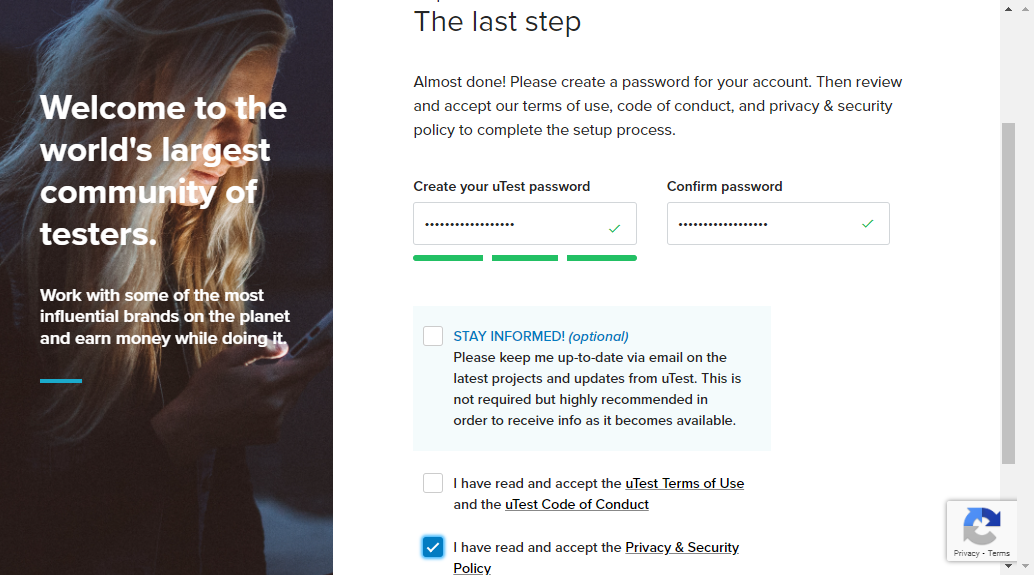 The last step
Almost done! Please create a password for your account. Then review
and accept our terms of use, code of conduct, and privacy & security
policy to complete the setup process.
Welcome to the
world's largest
community of
testers.
Work with some of the most
influential brands on the planet
and earn money while doing it.
Create your uTest password
Confirm password
••••••••••••••••••
••••••••••••••••••
STAY INFORMED! (optional)
Please keep me up-to-date via email on the
latest projects and updates from uTest. This is
not required but highly recommended in
order to receive info as it becomes available.
I have read and accept the uTest Terms of Use
and the uTest Code of Conduct
I have read and accept the Privacy & Security
Policy
Privacy - Terms